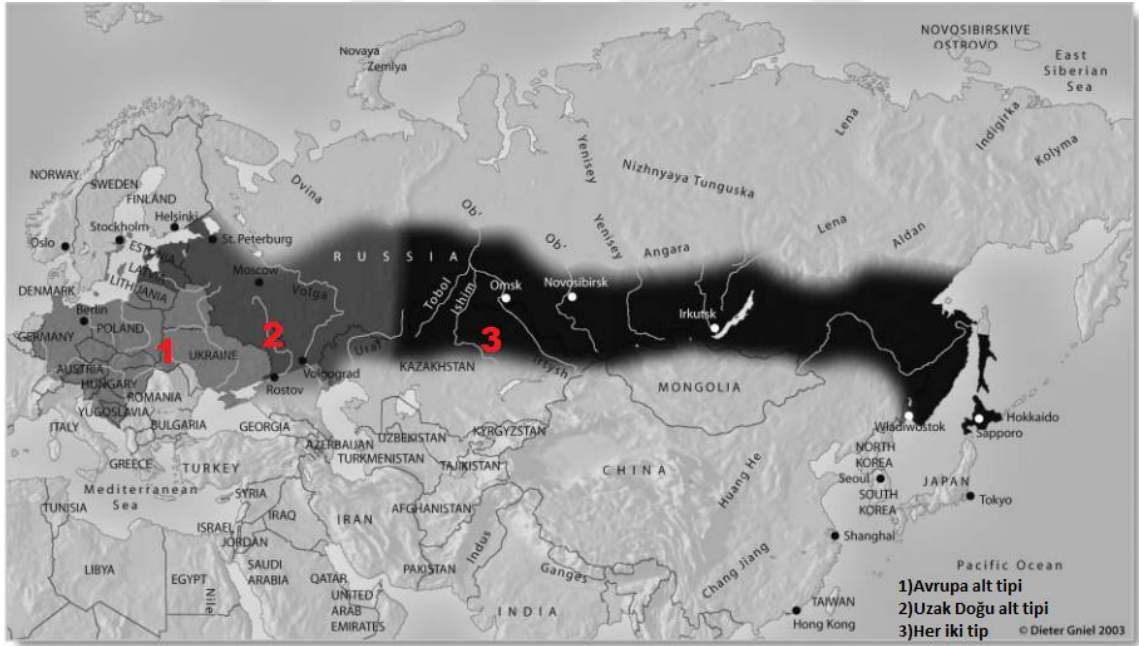 NOVOSIBIRSKIVE
OSTROVO
East
Siberian
Sea
Novaya
Zemlya
Lena
Indigirka
Kolyma
Yenisey
Nizhnyaya Tunguska
NORWAY
SWEDEN
FINLAND
Dvina
Helsinki
Stockholm
Oslo
St. Peterburg
ESTONIA
LATVIA
LITHUANIA
Ob'
Ob'
Yenisey
Angara
Lena
Aldan
RUSSIA
Moscow
Volga
Tobol
Ishim
Omsk
Novosibirsk
Irkutsk
DENMARK
Berlin
GERMANY
POLAND
1
2
3
UKRAINE
Volgograd
Ural
KAZAKHSTAN
Irtysh
MONGOLIA
AUSTRIA
HUNGARY
ROMANIA
Rostov
YUGOSLAVIA
ITALY
BULGARIA
GEORGIA
AZERBAIJAN
UZBEKISTAN
KYRGYZSTAN
TURKMENISTAN
TAJIKISTAN
Wladiwostok
Hokkaido
Sapporo
NORTH
KOREA
Seoul
SOUTH
KOREA
JAPAN
Tokyo
GREECE
TURKEY
Mediterranean
Sea
TUNISIA
SYRIA
IRAQ
IRAN
AFGHANISTAN
CHINA
Huang He
Shanghai
ISRAEL
JORDAN
LIBYA
EGYPT
Nile
SAUDI
ARABIA
QATAR
UNITED
ARAB
EMIRATES
PAKISTAN
Indus
Ganges
INDIA
Chang Jiang
Pacific Ocean
TAIWAN
Hong Kong
1)Avrupa alt tipi
2)Uzak Doğu alt tipi
3)Her iki tip
© Dieter Gniel 2003